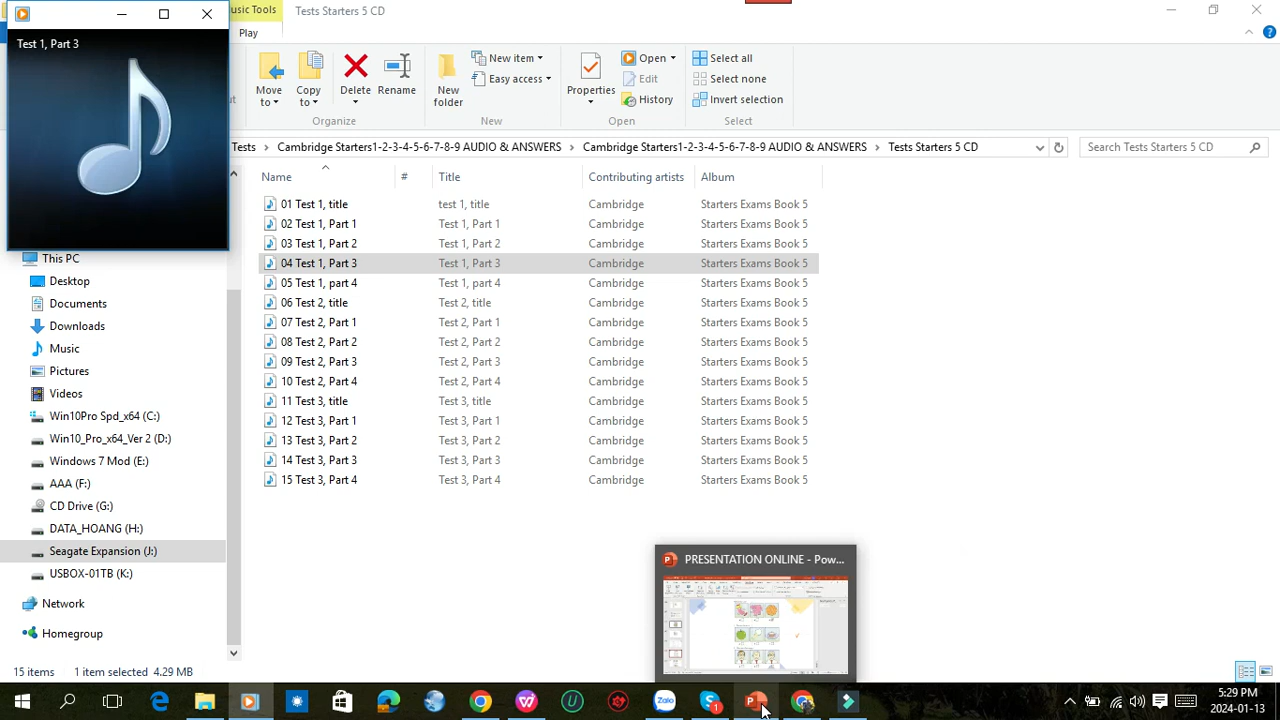 Test 1, Part 3
Music Tools
Tests Starters 5 CD
Play
Move to
Copy to
Delete
Rename
New folder
New item
Easy access
Properties
Open
Edit
History
Select all
Select none
Invert selection
Organize
New
Open
Select
Tests > Cambridge Starters1-2-3-4-5-6-7-8-9 AUDIO & ANSWERS > Cambridge Starters1-2-3-4-5-6-7-8-9 AUDIO & ANSWERS > Tests Starters 5 CD
Search Tests Starters 5 CD
Name # Title Contributing artists Album
01 Test 1, title test 1, title Cambridge Starters Exams Book 5
02 Test 1, Part 1 Test 1, Part 1 Cambridge Starters Exams Book 5
03 Test 1, Part 2 Test 1, Part 2 Cambridge Starters Exams Book 5
04 Test 1, Part 3 Test 1, Part 3 Cambridge Starters Exams Book 5
05 Test 1, part 4 Test 1, part 4 Cambridge Starters Exams Book 5
06 Test 2, title Test 2, title Cambridge Starters Exams Book 5
07 Test 2, Part 1 Test 2, Part 1 Cambridge Starters Exams Book 5
08 Test 2, Part 2 Test 2, Part 2 Cambridge Starters Exams Book 5
09 Test 2, Part 3 Test 2, Part 3 Cambridge Starters Exams Book 5
10 Test 2, Part 4 Test 2, Part 4 Cambridge Starters Exams Book 5
11 Test 3, title Test 3, title Cambridge Starters Exams Book 5
12 Test 3, Part 1 Test 3, Part 1 Cambridge Starters Exams Book 5
13 Test 3, Part 2 Test 3, Part 2 Cambridge Starters Exams Book 5
14 Test 3, Part 3 Test 3, Part 3 Cambridge Starters Exams Book 5
15 Test 3, Part 4 Test 3, Part 4 Cambridge Starters Exams Book 5
This PC
Desktop
Documents
Downloads
Music
Pictures
Videos
Win10Pro Spd_x64 (C:)
Win10_Pro_x64_Ver 2 (D:)
Windows 7 Mod (E:)
AAA (F:)
CD Drive (G:)
DATA_HOANG (H:)
Seagate Expansion (J:)
USBOX-01TB (K:)
Network
Homegroup
PRESENTATION ONLINE - Pow...
15 items 1 item selected 4.29 MB
Zalo
1
5:29 PM
2024-01-13